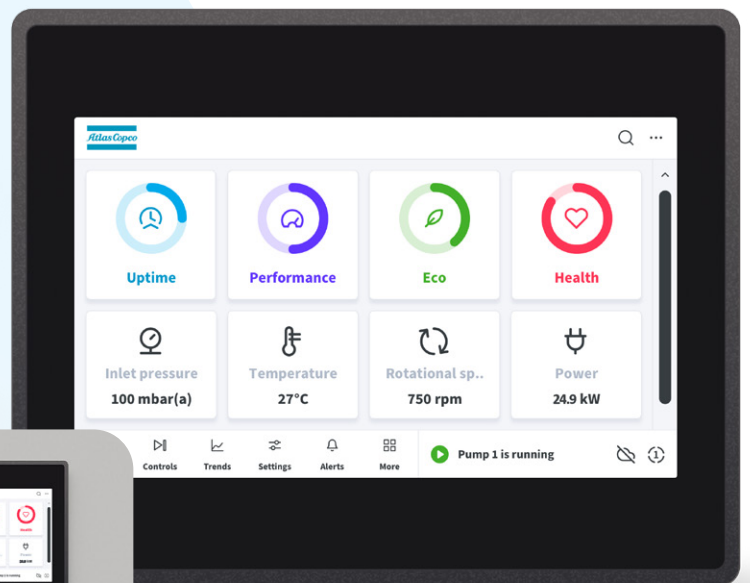 Atlas Copco
Uptime
Performance
Eco
Health
Inlet pressure
Temperature
Rotational sp..
Power
100 mbar(a)
27°C
750 rpm
24.9 kW
Controls
Trends
Settings
Alerts
More
Pump 1 is running
1